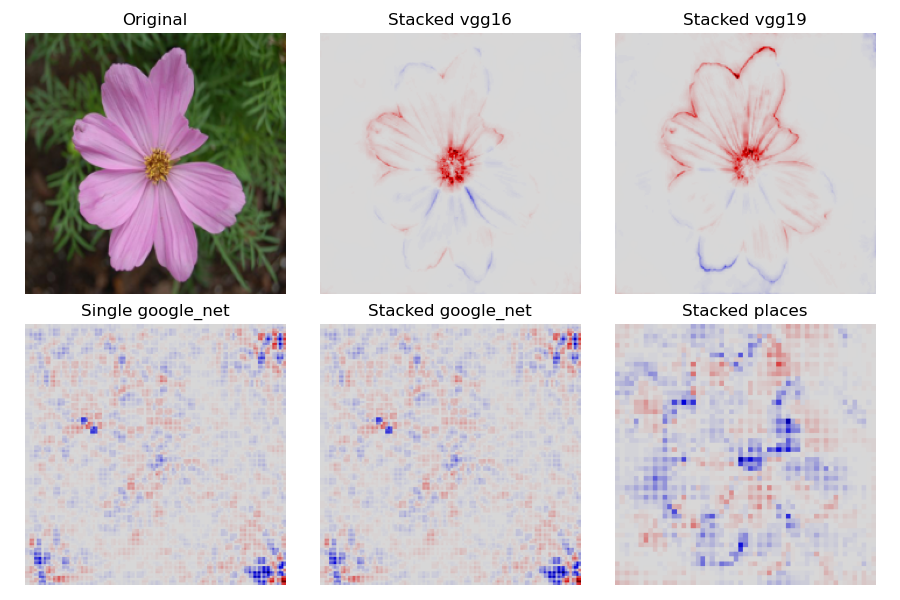 Original
Stacked vgg16
Stacked vgg19
Single google_net
Stacked google_net
Stacked places